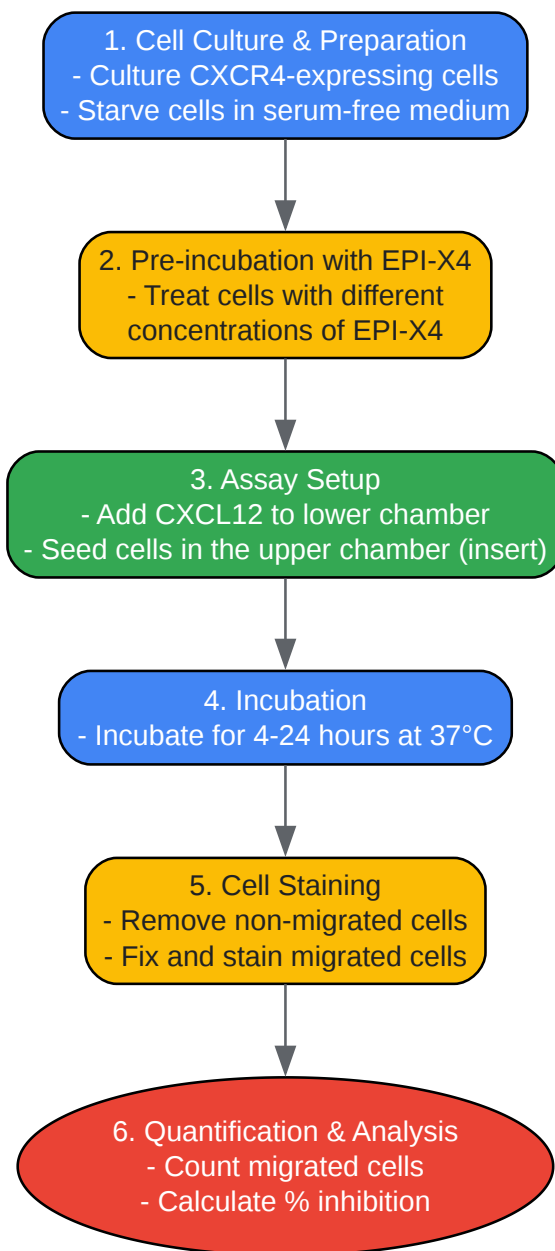 1. Cell Culture & Preparation
- Culture CXCR4-expressing cells
- Starve cells in serum-free medium
2. Pre-incubation with EPI-X4
- Treat cells with different
concentrations of EPI-X4
3. Assay Setup
- Add CXCL12 to lower chamber
- Seed cells in the upper chamber (insert)
4. Incubation
- Incubate for 4-24 hours at 37°C
5. Cell Staining
- Remove non-migrated cells
- Fix and stain migrated cells
6. Quantification & Analysis
- Count migrated cells
- Calculate % inhibition